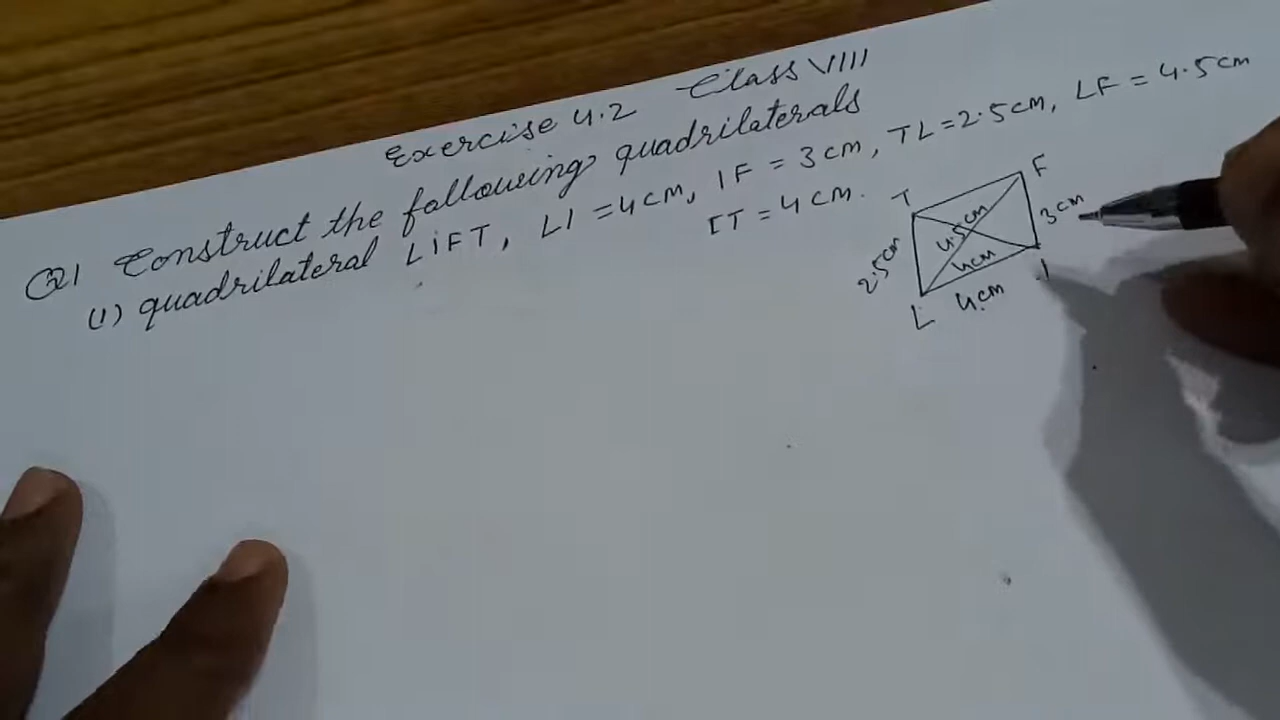 Exercise 4.2 Class VIII
Q1 Construct the following quadrilaterals
(1) quadrilateral LIFT, LI = 4cm, IF = 3cm, TL = 2.5cm, LF = 4.5cm
IT = 4cm.
T
F
4.5cm
3cm
2.5cm
4cm
I
L
4cm